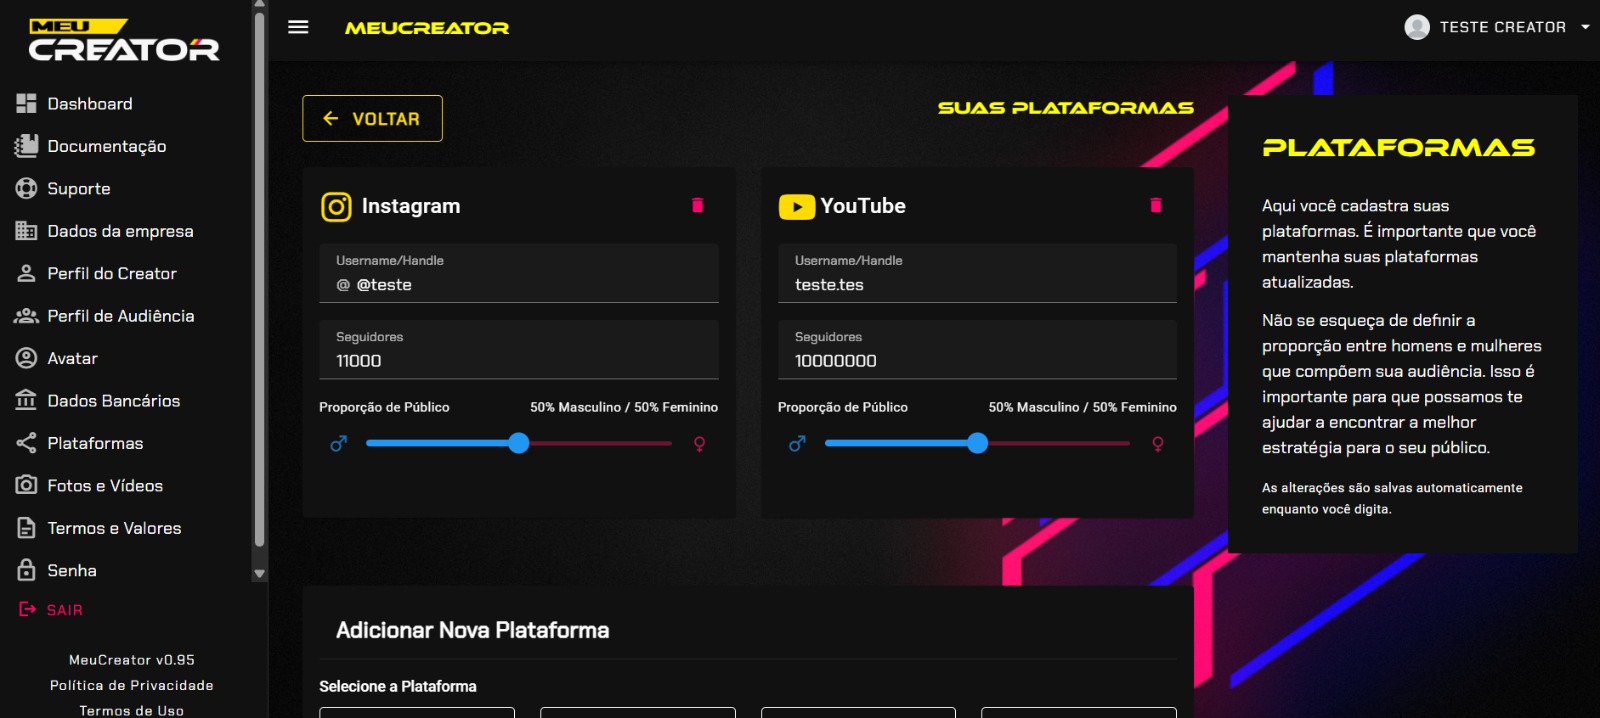 MEU
CREATOR
Dashboard
Documentação
Suporte
Dados da empresa
Perfil do Creator
Perfil de Audiência
Avatar
Dados Bancários
Plataformas
Fotos e Vídeos
Termos e Valores
Senha
SAIR
MeuCreator v0.95
Política de Privacidade
Termos de Uso
MEUCREATOR
TESTE CREATOR
VOLTAR
SUAS PLATAFORMAS
Instagram
Username/Handle
@ @teste
Seguidores
11000
Proporção de Público 50% Masculino / 50% Feminino
YouTube
Username/Handle
teste.tes
Seguidores
10000000
Proporção de Público 50% Masculino / 50% Feminino
Adicionar Nova Plataforma
Selecione a Plataforma
PLATAFORMAS
Aqui você cadastra suas
plataformas. É importante que você
mantenha suas plataformas
atualizadas.
Não se esqueça de definir a
proporção entre homens e mulheres
que compõem sua audiência. Isso é
importante para que possamos te
ajudar a encontrar a melhor
estratégia para o seu público.
As alterações são salvas automaticamente
enquanto você digita.